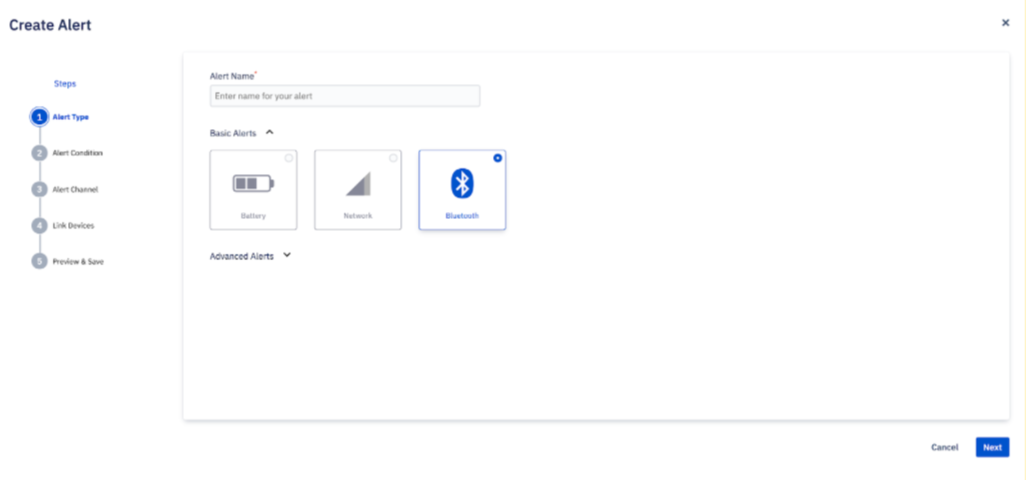 Create Alert
×
Steps
1 Alert Type
2 Alert Condition
3 Alert Channel
4 Link Devices
5 Preview & Save
Alert Name*
Enter name for your alert
Basic Alerts
Battery
Network
Bluetooth
Advanced Alerts
Cancel
Next